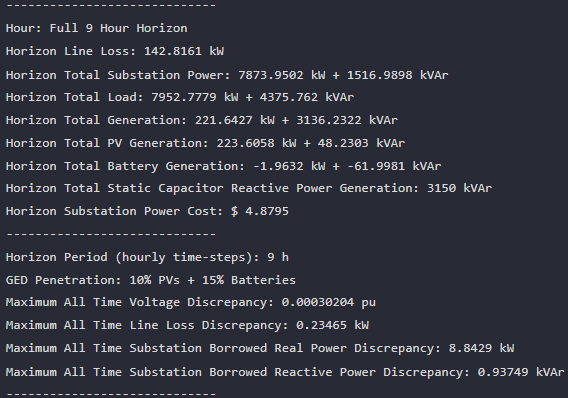 ------------------------------
Hour: Full 9 Hour Horizon
Horizon Line Loss: 142.8161 kW
Horizon Total Substation Power: 7873.9502 kW + 1516.9898 kVAr
Horizon Total Load: 7952.7779 kW + 4375.762 kVAr
Horizon Total Generation: 221.6427 kW + 3136.2322 kVAr
Horizon Total PV Generation: 223.6058 kW + 48.2303 kVAr
Horizon Total Battery Generation: -1.9632 kW + -61.9981 kVAr
Horizon Total Static Capacitor Reactive Power Generation: 3150 kVAr
Horizon Substation Power Cost: $ 4.8795
------------------------------
Horizon Period (hourly time-steps): 9 h
GED Penetration: 10% PVs + 15% Batteries
Maximum All Time Voltage Discrepancy: 0.00030204 pu
Maximum All Time Line Loss Discrepancy: 0.23465 kW
Maximum All Time Substation Borrowed Real Power Discrepancy: 8.8429 kW
Maximum All Time Substation Borrowed Reactive Power Discrepancy: 0.93749 kVAr
------------------------------